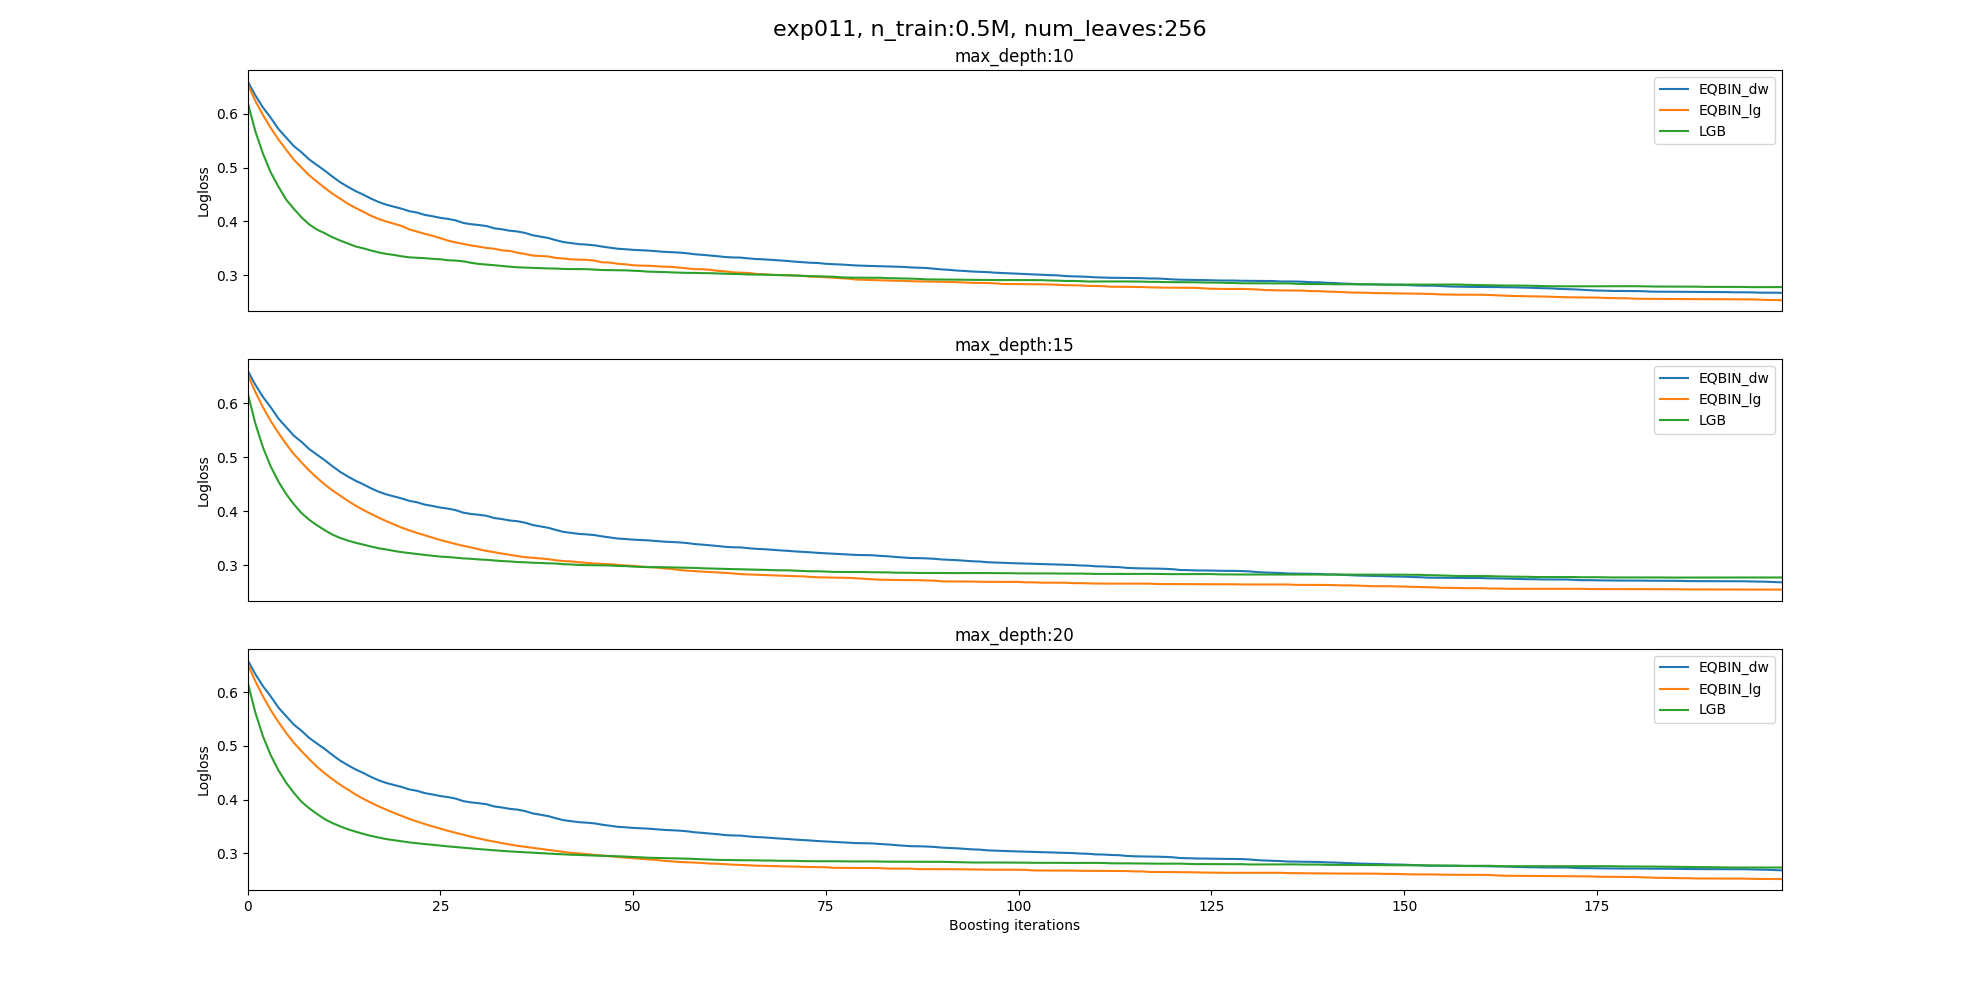 exp011, n_train:0.5M, num_leaves:256
max_depth:10
Logloss
0.6
0.5
0.4
0.3
EQBIN_dw
EQBIN_lg
LGB
max_depth:15
Logloss
0.6
0.5
0.4
0.3
EQBIN_dw
EQBIN_lg
LGB
max_depth:20
Logloss
0.6
0.5
0.4
0.3
EQBIN_dw
EQBIN_lg
LGB
0 25 50 75 100 125 150 175
Boosting iterations